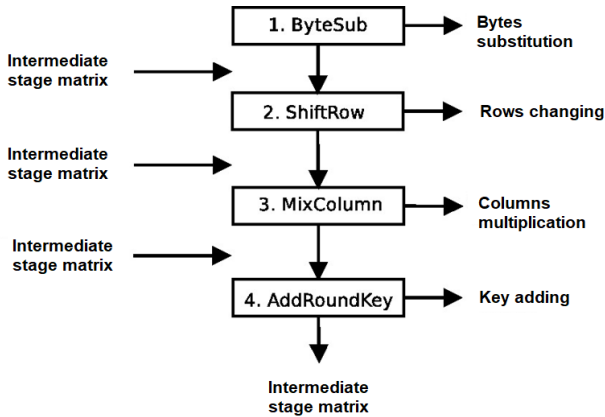 1. ByteSub
Bytes
substitution
Intermediate
stage matrix
2. ShiftRow
Rows changing
Intermediate
stage matrix
3. MixColumn
Columns
multiplication
Intermediate
stage matrix
4. AddRoundKey
Key adding
Intermediate
stage matrix